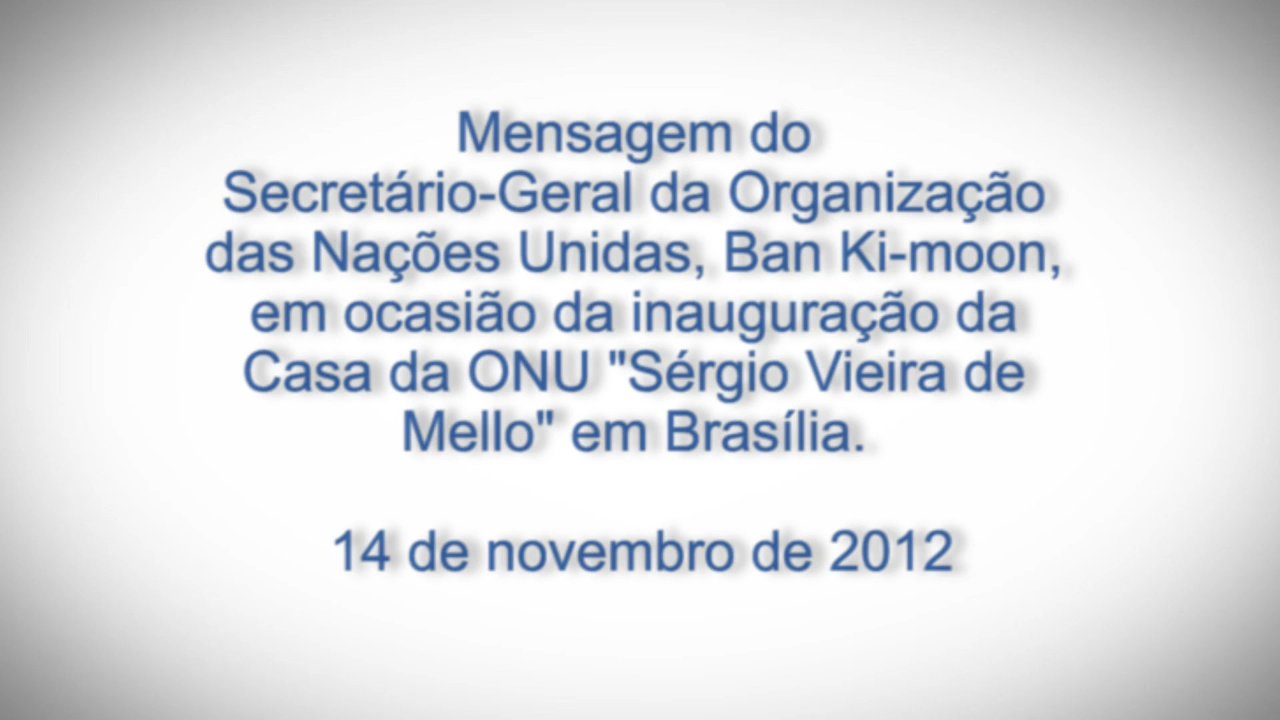 Mensagem do
Secretário-Geral da Organização
das Nações Unidas, Ban Ki-moon,
em ocasião da inauguração da
Casa da ONU "Sérgio Vieira de
Mello" em Brasília.
14 de novembro de 2012